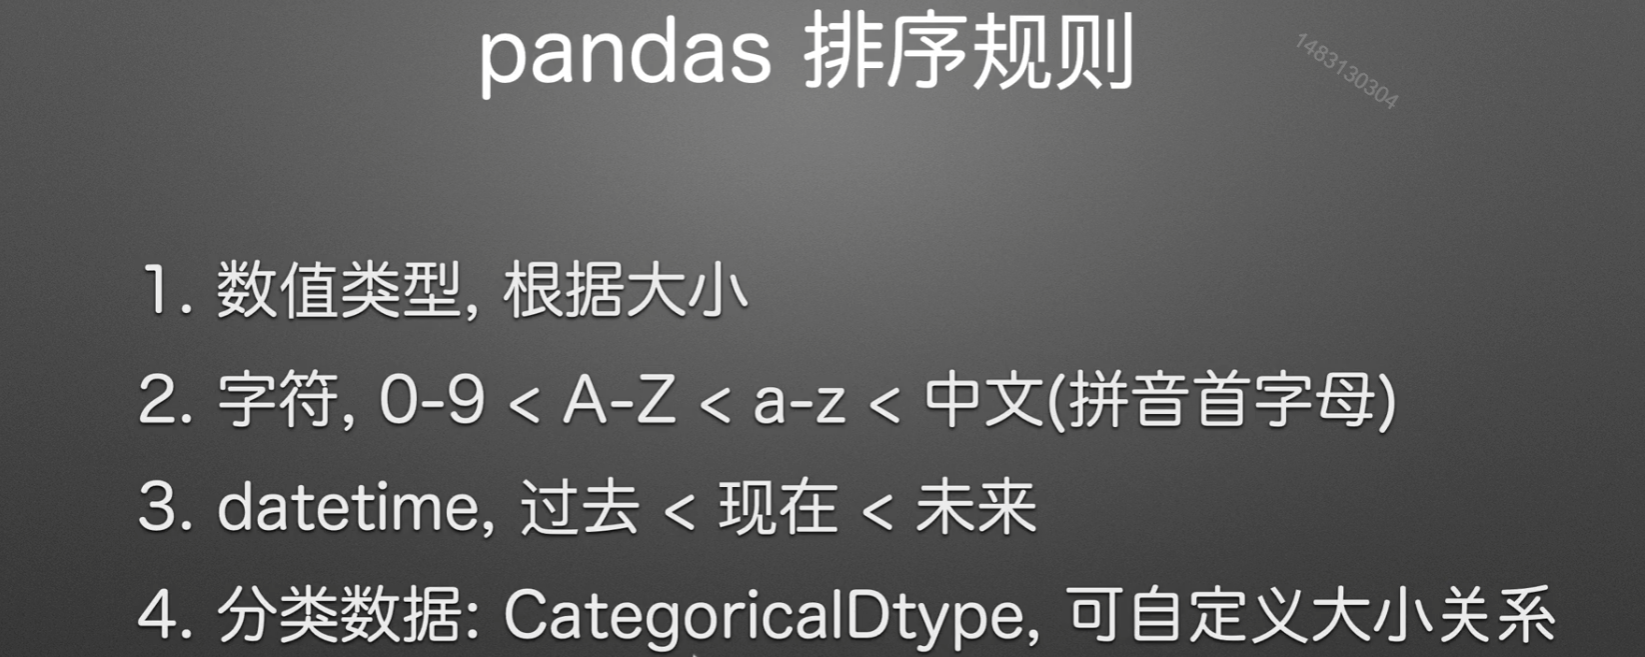 pandas 排序规则
1483130304
1. 数值类型, 根据大小
2. 字符, 0-9 < A-Z < a-z < 中文(拼音首字母)
3. datetime, 过去 < 现在 < 未来
4. 分类数据: CategoricalDtype, 可自定义大小关系